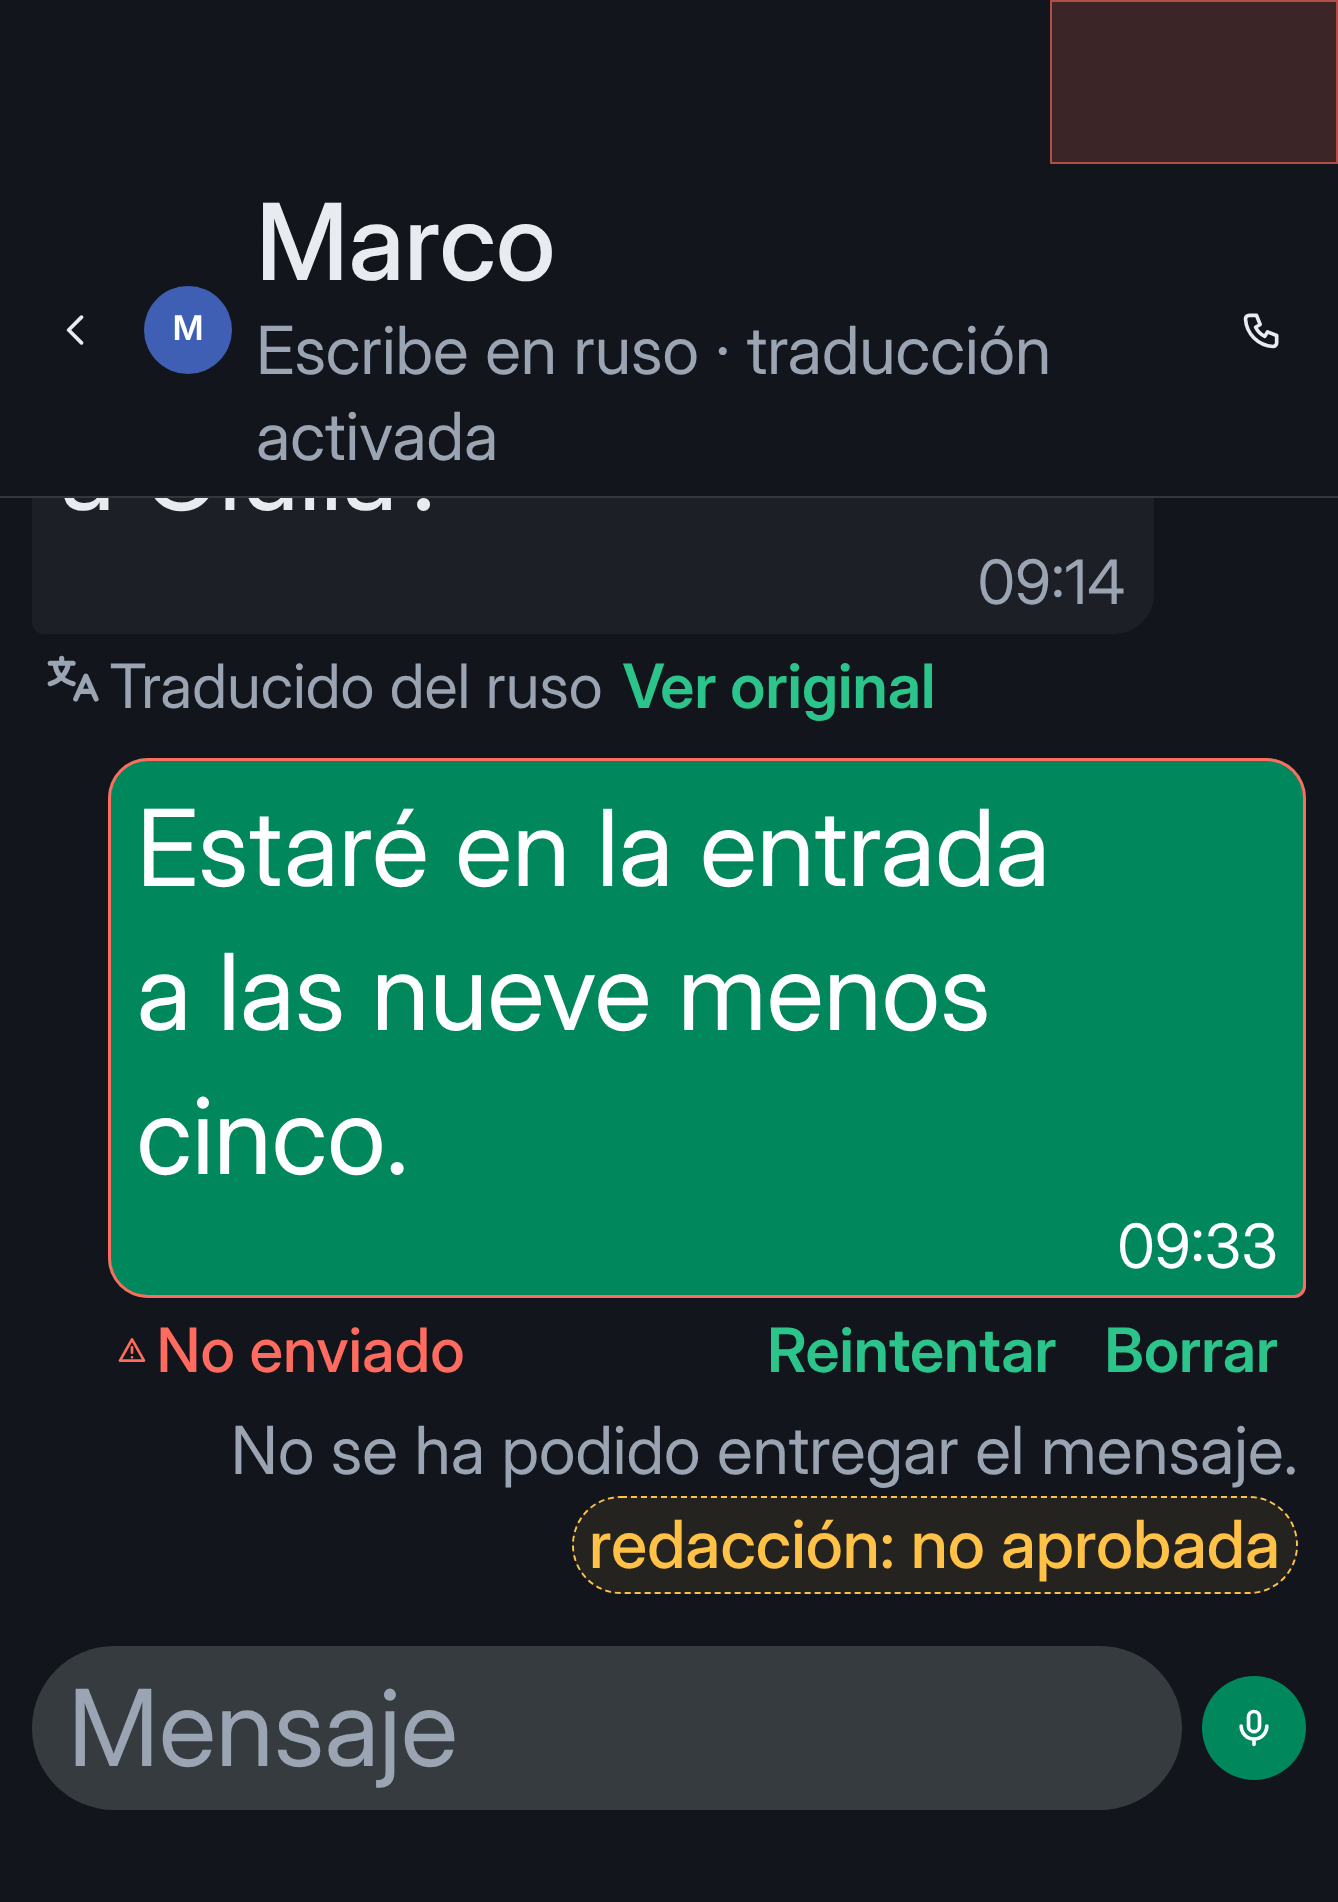 Marco
M
Escribe en ruso · traducción
activada
09:14
Traducido del ruso Ver original
Estaré en la entrada
a las nueve menos
cinco.
09:33
No enviado Reintentar Borrar
No se ha podido entregar el mensaje.
redacción: no aprobada
Mensaje